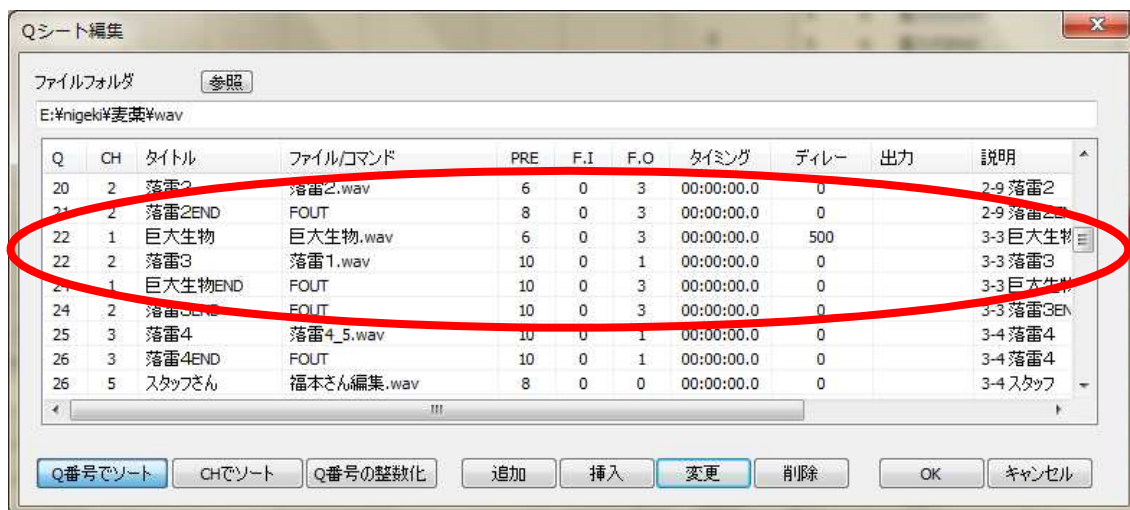 Qシート編集
ファイルフォルダ 参照
E:¥nigeki¥麦藁¥wav
Q CH タイトル ファイル/コマンド PRE F.I F.O タイミング ディレー 出力 説明
20 2 落雷2 落雷2.wav 6 0 3 00:00:00.0 0 2-9 落雷2
21 2 落雷2END FOUT 8 0 3 00:00:00.0 0 2-9 落雷2EN
22 1 巨大生物 巨大生物.wav 6 0 3 00:00:00.0 500 3-3 巨大生物
22 2 落雷3 落雷1.wav 10 0 1 00:00:00.0 0 3-3 落雷3
24 1 巨大生物END FOUT 10 0 3 00:00:00.0 0 3-3 巨大生物
24 2 落雷3END FOUT 10 0 3 00:00:00.0 0 3-3 落雷3EN
25 3 落雷4 落雷4_5.wav 10 0 1 00:00:00.0 0 3-4 落雷4
26 3 落雷4END FOUT 10 0 1 00:00:00.0 0 3-4 落雷4
26 5 スタッフさん 福本さん編集.wav 8 0 0 00:00:00.0 0 3-4 スタッフ
Q番号でソート CHでソート Q番号の整数化 追加 挿入 変更 削除 OK キャンセル